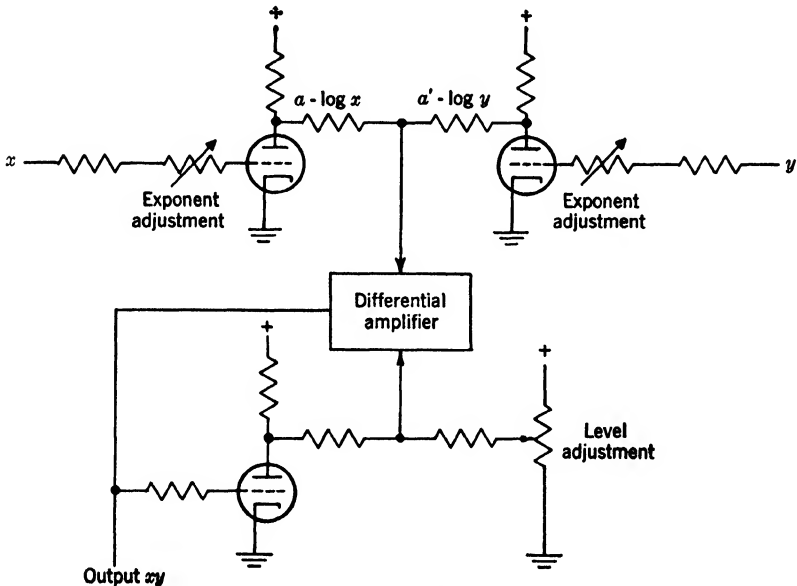 +
+
a - log x
a' - log y
x
y
Exponent
adjustment
Exponent
adjustment
Differential
amplifier
+
+
Level
adjustment
Output xy